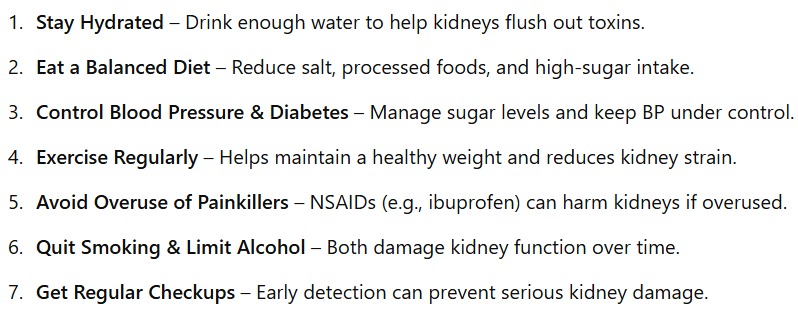 1. Stay Hydrated – Drink enough water to help kidneys flush out toxins.
2. Eat a Balanced Diet – Reduce salt, processed foods, and high-sugar intake.
3. Control Blood Pressure & Diabetes – Manage sugar levels and keep BP under control.
4. Exercise Regularly – Helps maintain a healthy weight and reduces kidney strain.
5. Avoid Overuse of Painkillers – NSAIDs (e.g., ibuprofen) can harm kidneys if overused.
6. Quit Smoking & Limit Alcohol – Both damage kidney function over time.
7. Get Regular Checkups – Early detection can prevent serious kidney damage.